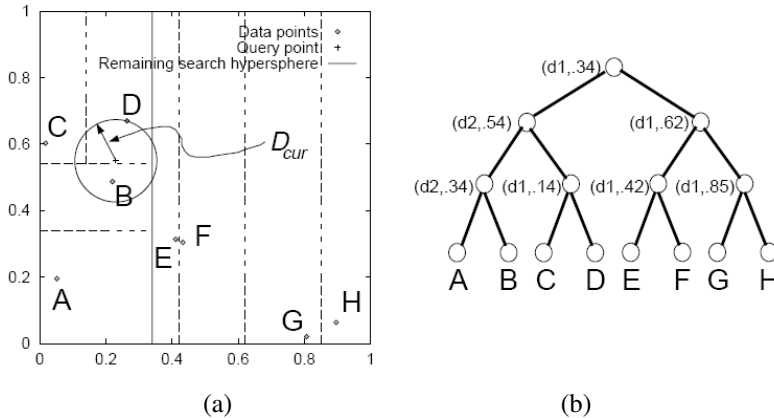 1
0.8
0.6
0.4
0.2
0
0
0.2
0.4
0.6
0.8
1
Data points
Query point
Remaining search hypersphere
C
D
D_cur
B
E
F
A
G
H
(a)
(d1,.34)
(d2,.54)
(d1,.62)
(d2,.34)
(d1,.14)
(d1,.42)
(d1,.85)
A B C D E F G H
(b)